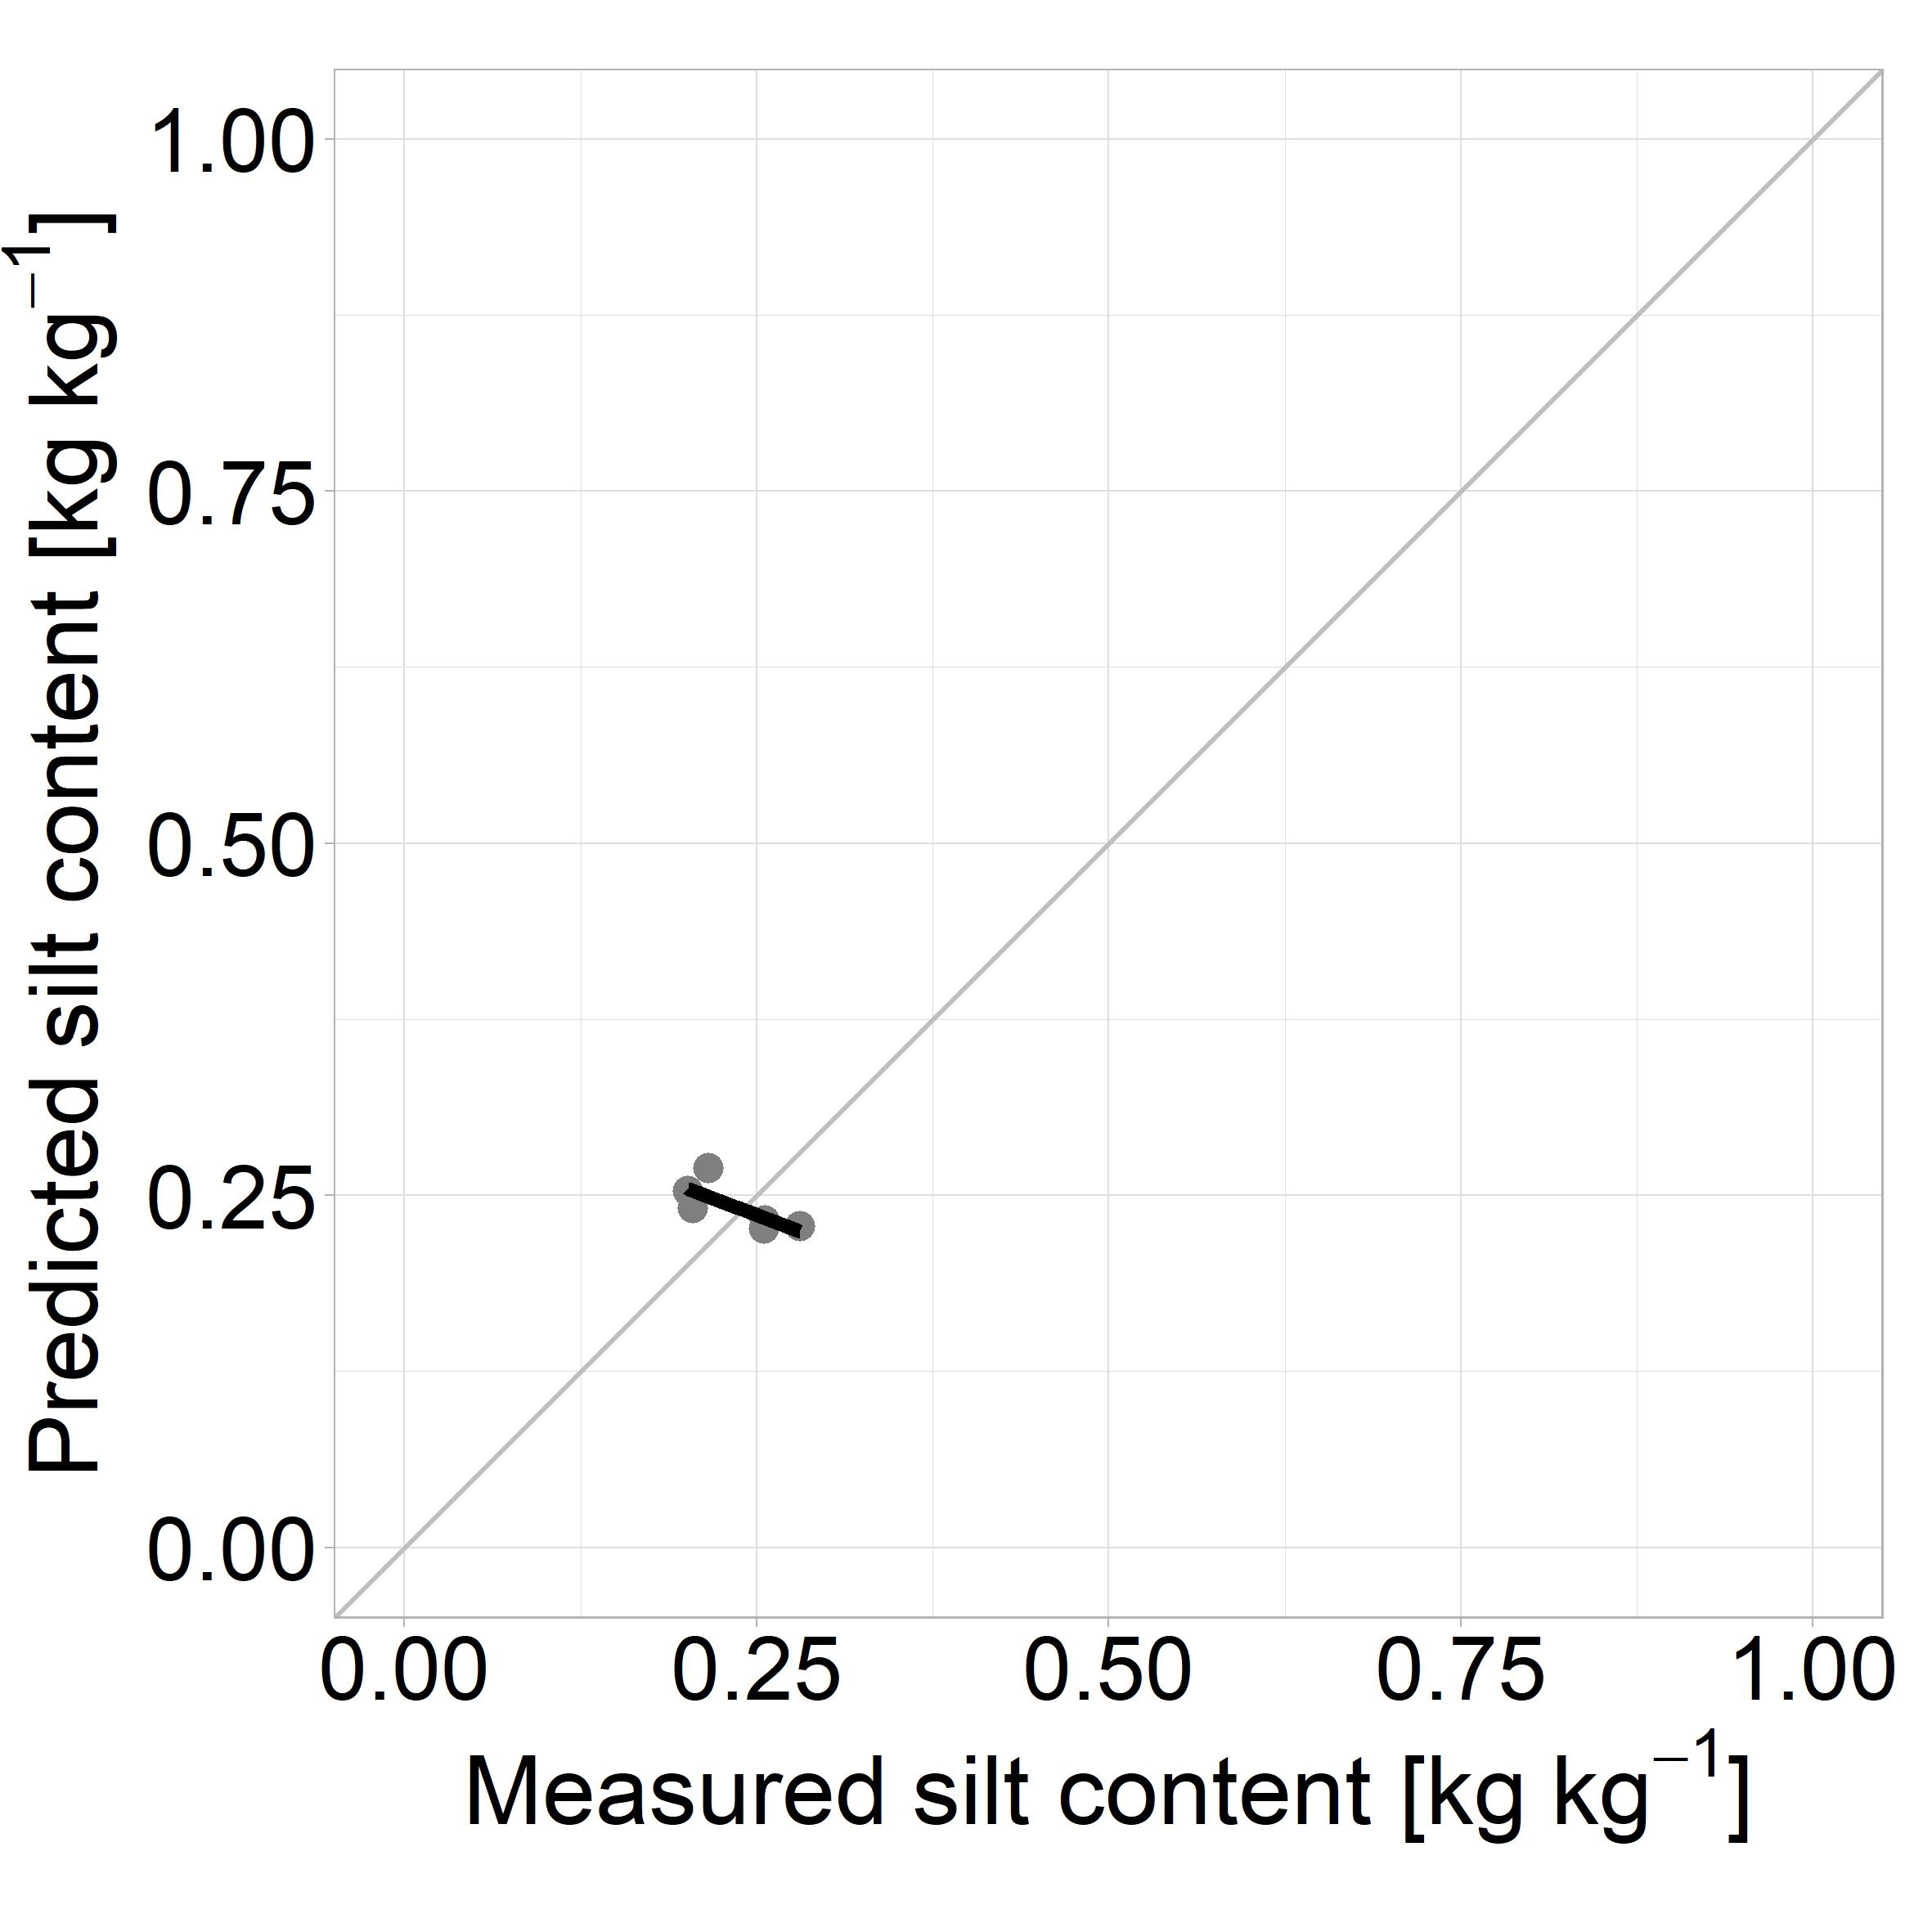 Predicted silt content [kg kg⁻¹]
1.00
0.75
0.50
0.25
0.00
0.00 0.25 0.50 0.75 1.00
Measured silt content [kg kg⁻¹]